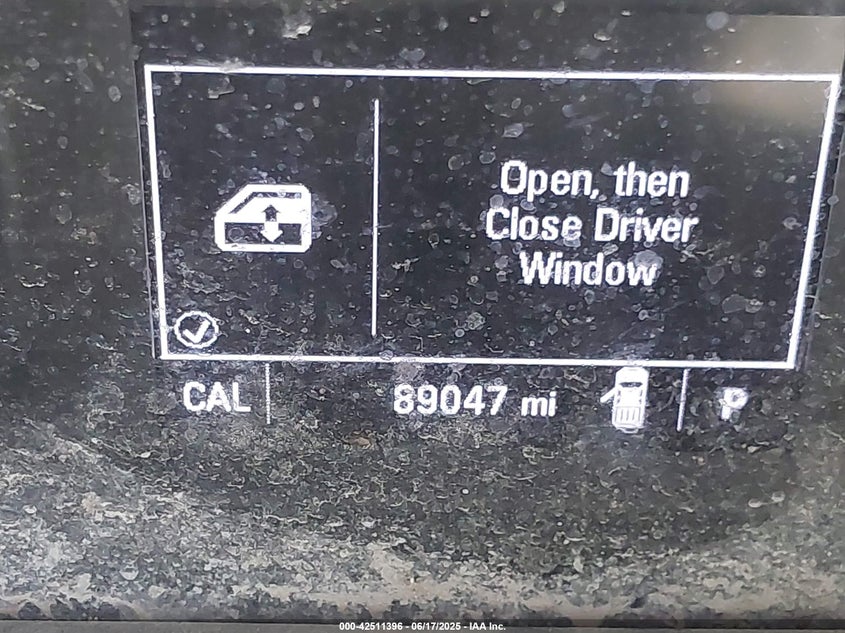 Open, then
Close Driver
Window
CAL 89047 mi P
000-42511396 - 06/17/2025 - IAA Inc.